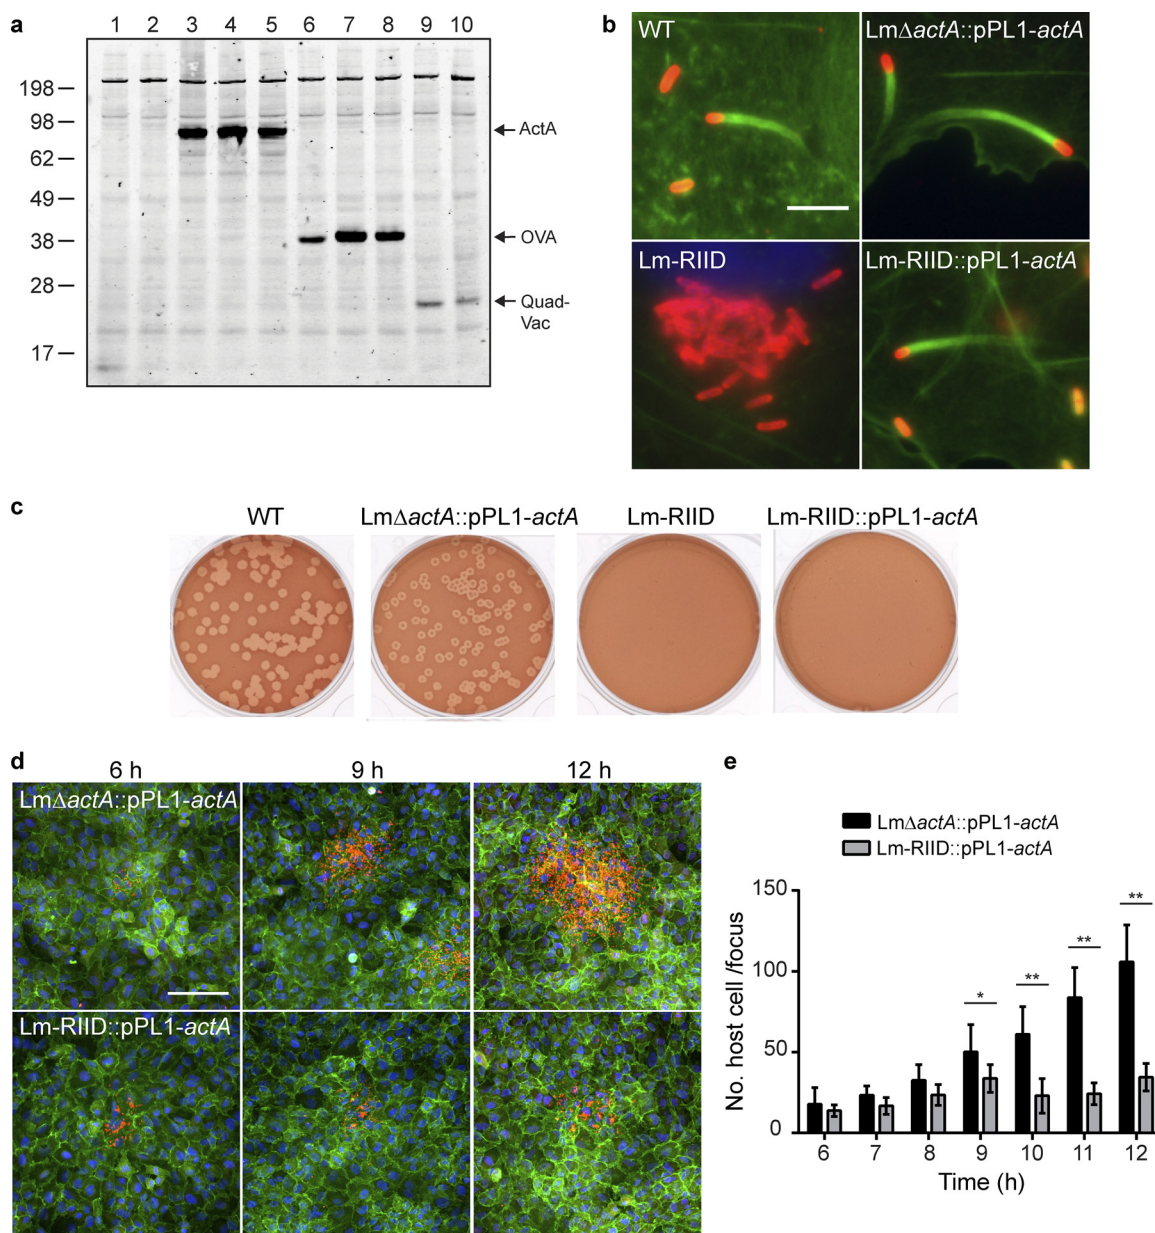 a
1 2 3 4 5 6 7 8 9 10
198
98
62
49
38
28
17
ActA
OVA
Quad-
Vac
b
WT
LmΔactA::pPL1-actA
Lm-RIID
Lm-RIID::pPL1-actA
c
WT
LmΔactA::pPL1-actA
Lm-RIID
Lm-RIID::pPL1-actA
d
6 h
9 h
12 h
LmΔactA::pPL1-actA
Lm-RIID::pPL1-actA
e
LmΔactA::pPL1-actA
Lm-RIID::pPL1-actA
No. host cell /focus
150
100
50
0
*
**
**
**
6 7 8 9 10 11 12
Time (h)